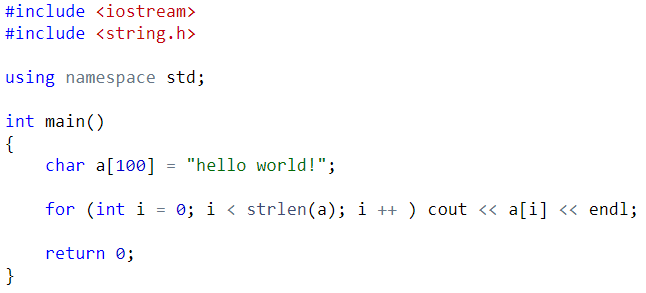 #include <iostream>
#include <string.h>
using namespace std;
int main()
{
    char a[100] = "hello world!";
    for (int i = 0; i < strlen(a); i ++ ) cout << a[i] << endl;
    return 0;
}